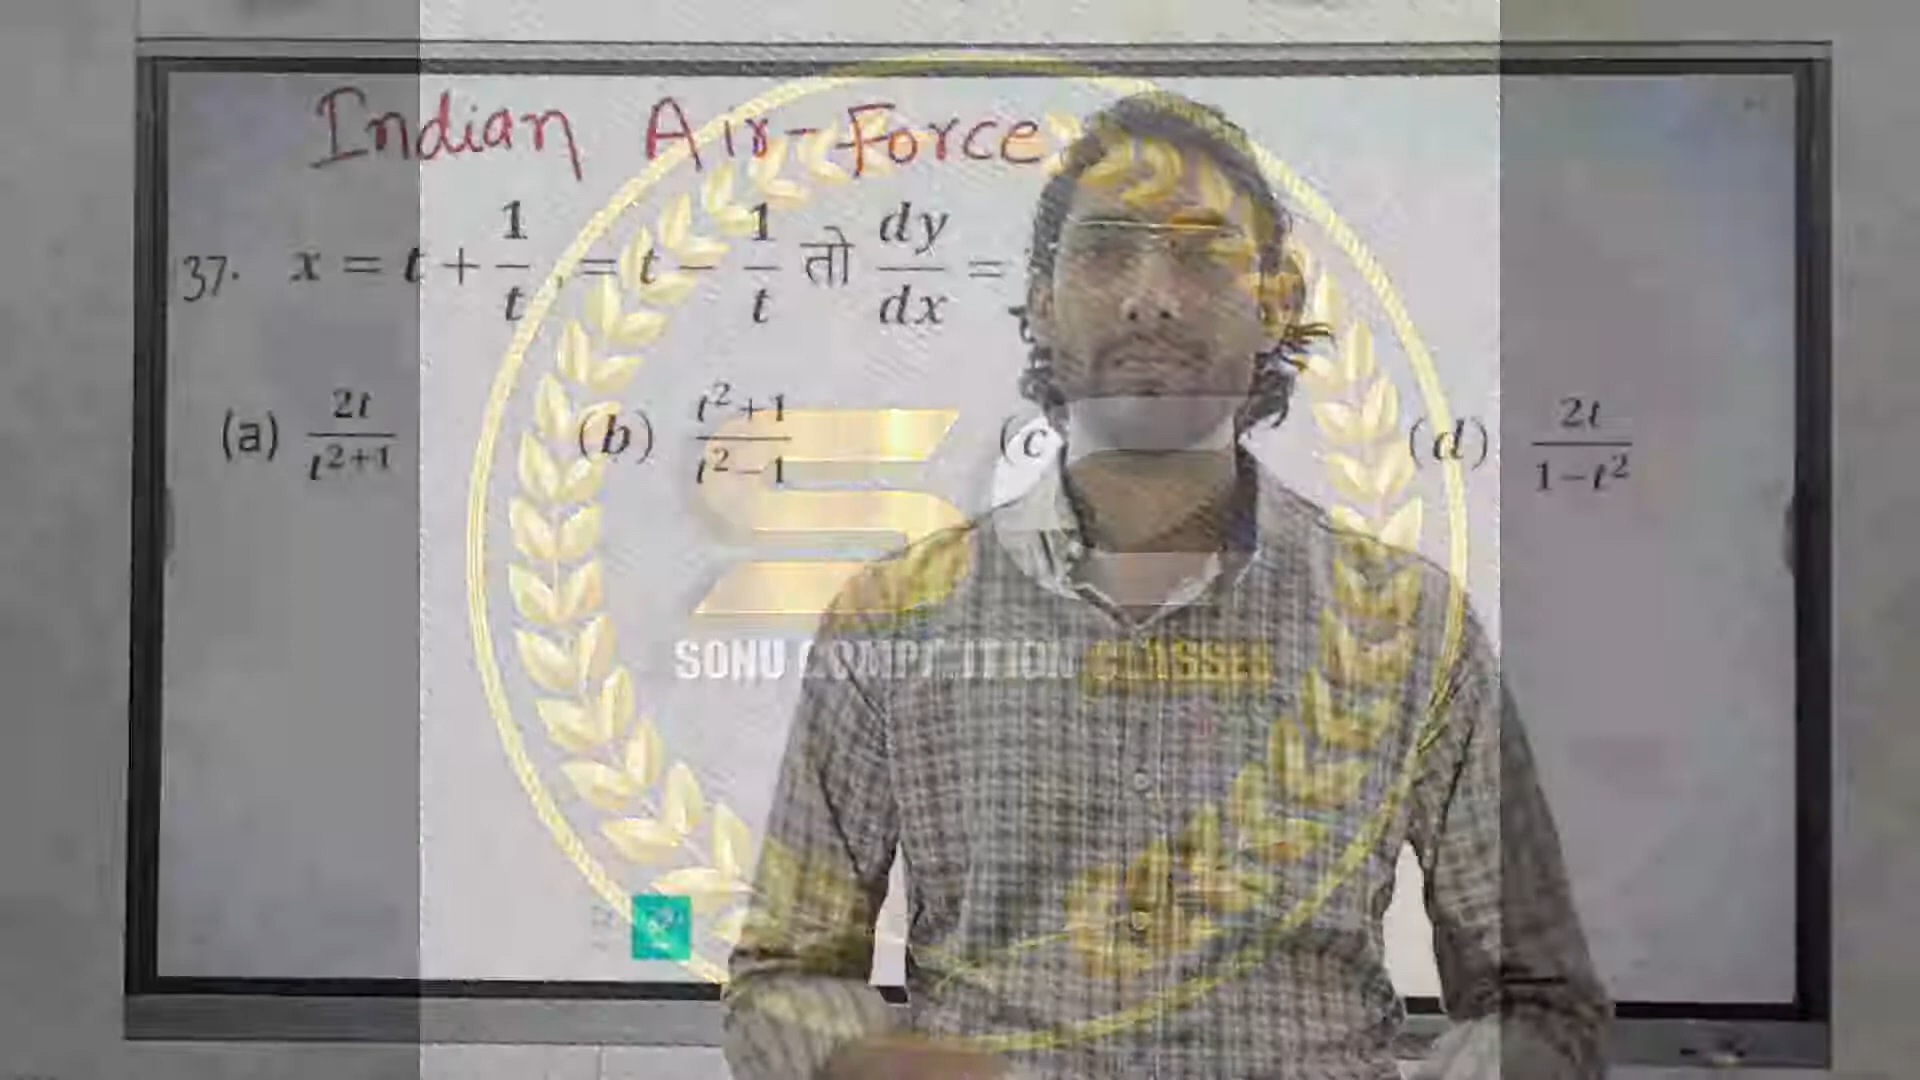 Indian Air-Force
37. x = t + 1/t, = t - 1/t तो dy/dx =
(a) 2t/t²+1 (b) t²+1/t²-1 (c (d) 2t/1-t²
SONU COMPETITION CLASSES